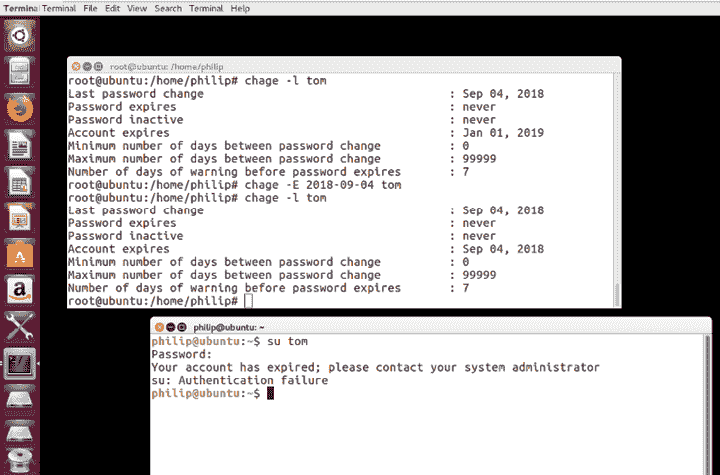 Terminal Terminal File Edit View Search Terminal Help
root@ubuntu: /home/philip
root@ubuntu:/home/philip# chage -l tom
Last password change : Sep 04, 2018
Password expires : never
Password inactive : never
Account expires : Jan 01, 2019
Minimum number of days between password change : 0
Maximum number of days between password change : 99999
Number of days of warning before password expires : 7
root@ubuntu:/home/philip# chage -E 2018-09-04 tom
root@ubuntu:/home/philip# chage -l tom
Last password change : Sep 04, 2018
Password expires : never
Password inactive : never
Account expires : Sep 04, 2018
Minimum number of days between password change : 0
Maximum number of days between password change : 99999
Number of days of warning before password expires : 7
root@ubuntu:/home/philip#
philip@ubuntu: ~
philip@ubuntu:~$ su tom
Password:
Your account has expired; please contact your system administrator
su: Authentication failure
philip@ubuntu:~$